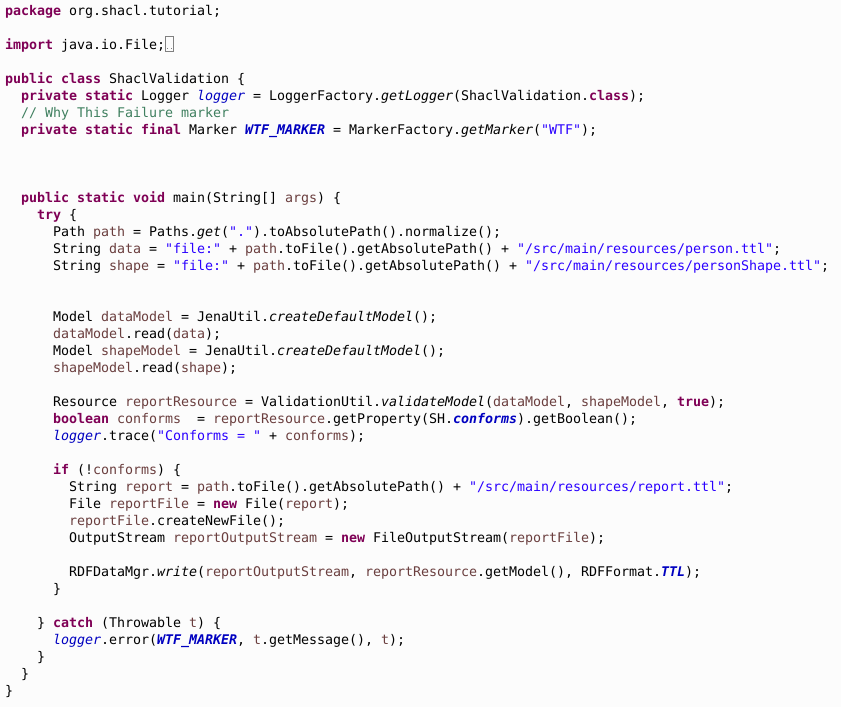 package org.shacl.tutorial;
import java.io.File;
public class ShaclValidation {
private static Logger logger = LoggerFactory.getLogger(ShaclValidation.class);
// Why This Failure marker
private static final Marker WTF_MARKER = MarkerFactory.getMarker("WTF");
public static void main(String[] args) {
try {
Path path = Paths.get(".").toAbsolutePath().normalize();
String data = "file:" + path.toFile().getAbsolutePath() + "/src/main/resources/person.ttl";
String shape = "file:" + path.toFile().getAbsolutePath() + "/src/main/resources/personShape.ttl";
Model dataModel = JenaUtil.createDefaultModel();
dataModel.read(data);
Model shapeModel = JenaUtil.createDefaultModel();
shapeModel.read(shape);
Resource reportResource = ValidationUtil.validateModel(dataModel, shapeModel, true);
boolean conforms  = reportResource.getProperty(SH.conforms).getBoolean();
logger.trace("Conforms = " + conforms);
if (!conforms) {
String report = path.toFile().getAbsolutePath() + "/src/main/resources/report.ttl";
File reportFile = new File(report);
reportFile.createNewFile();
OutputStream reportOutputStream = new FileOutputStream(reportFile);
RDFDataMgr.write(reportOutputStream, reportResource.getModel(), RDFFormat.TTL);
}
} catch (Throwable t) {
logger.error(WTF_MARKER, t.getMessage(), t);
}
}
}